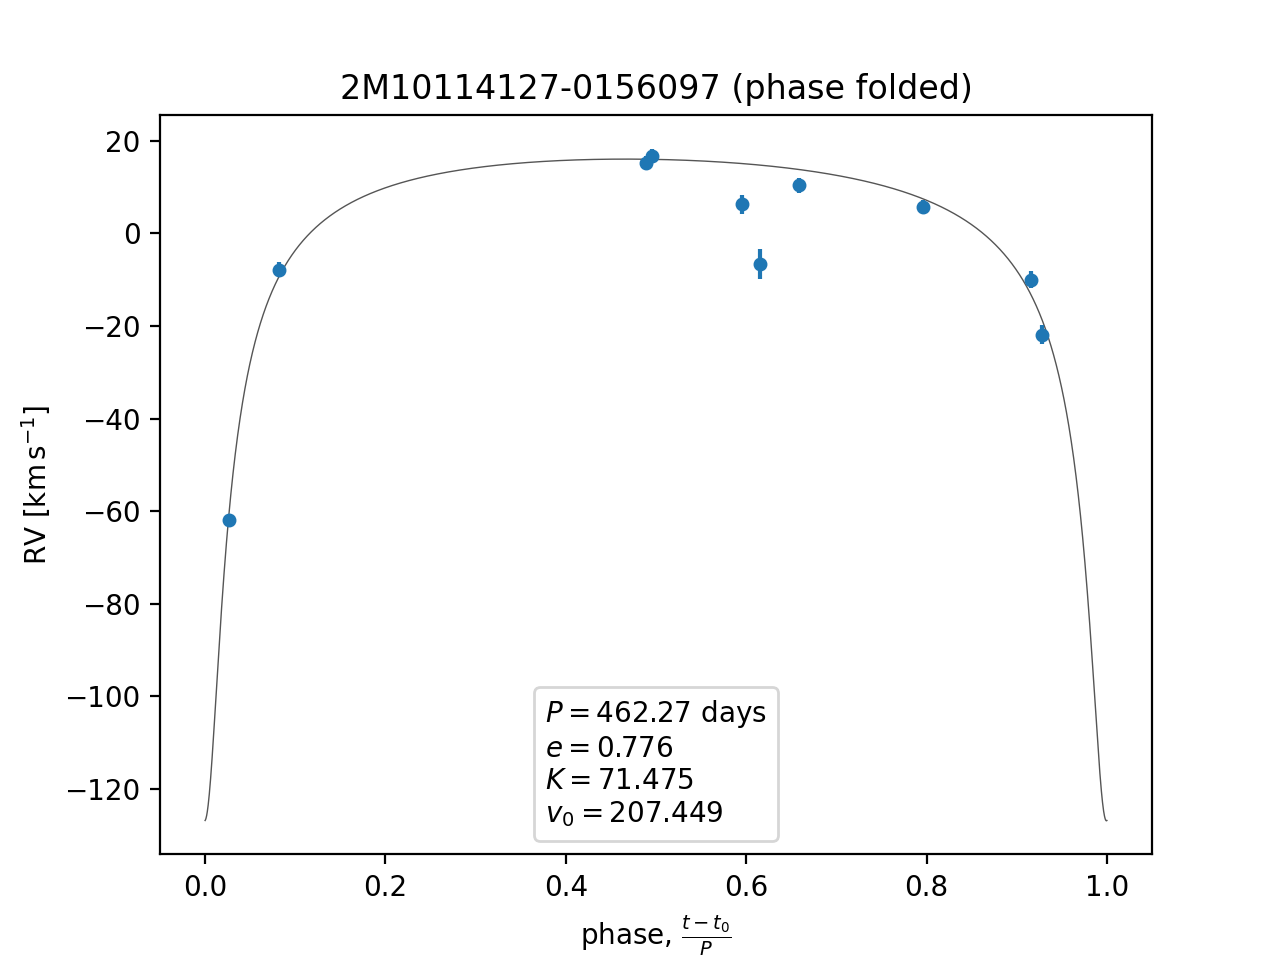 2M10114127-0156097 (phase folded)
20
0
−20
−40
−60
−80
−100
−120
RV [km s⁻¹]
P = 462.27 days
e = 0.776
K = 71.475
v₀ = 207.449
0.0 0.2 0.4 0.6 0.8 1.0
phase, (t − t₀)/P